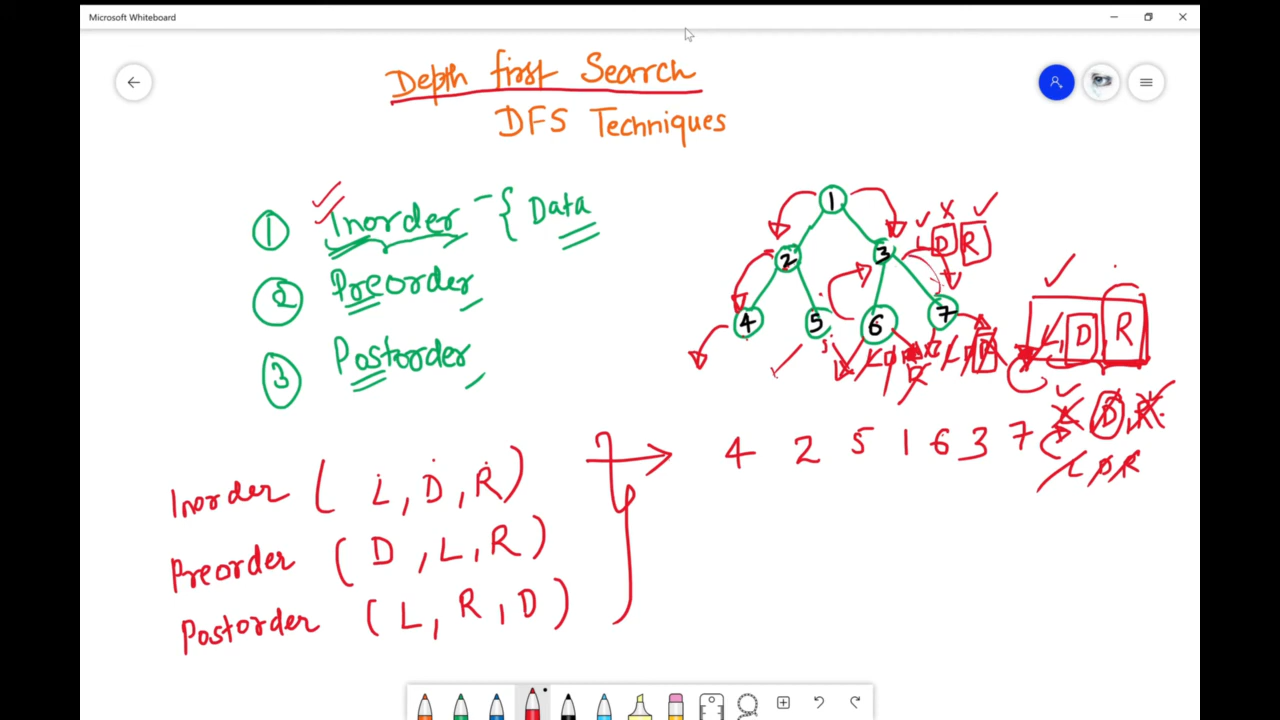 Microsoft Whiteboard
Depth first Search
DFS Techniques
1 Inorder - { Data
2 Preorder
3 Postorder
1
2 3 L D R
4 5 6 7
L, D, R
L D R
4 2 5 1 6 3 7
L D R
Inorder ( L, D, R )
Preorder ( D, L, R )
Postorder ( L, R, D )